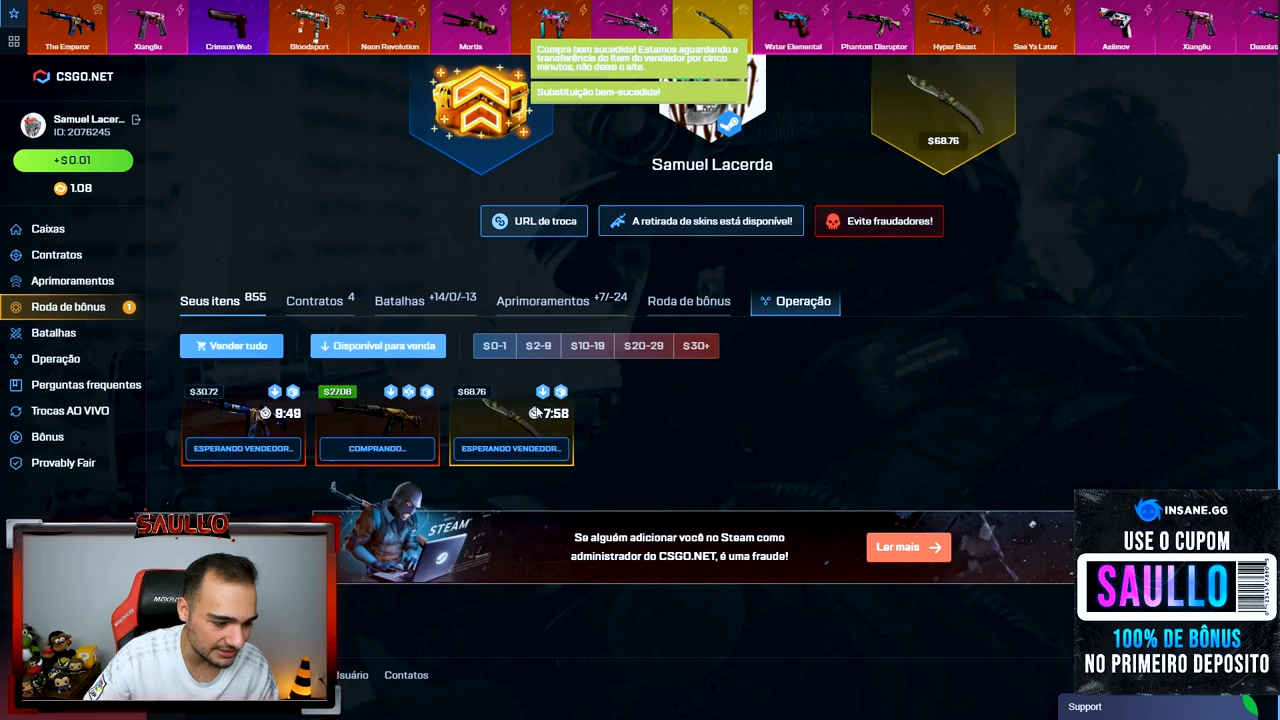 The Emperor
Xiangliu
Crimson Web
Bloodsport
Neon Revolution
Mortis
Water Elemental
Phantom Disruptor
Hyper Beast
See Ya Later
Asiimov
Xiangliu
Desolat
Compra bem sucedida! Estamos aguardando a
transferência do item do vendedor por cinco
minutos, não deixe o site.
Substituição bem-sucedida!
CSGO.NET
Samuel Lacer...
ID: 2076245
+$0.01
1.08
$68.76
Samuel Lacerda
URL de troca
A retirada de skins está disponível!
Evite fraudadores!
Caixas
Contratos
Aprimoramentos
Roda de bônus 1
Batalhas
Operação
Perguntas frequentes
Trocas AO VIVO
Bônus
Provably Fair
Seus itens 855
Contratos 4
Batalhas +14/0/-13
Aprimoramentos +7/-24
Roda de bônus
Operação
Vender tudo
Disponível para venda
$0-1
$2-9
$10-19
$20-29
$30+
$30.72
9:49
ESPERANDO VENDEDOR...
$27.08
COMPRANDO...
$68.76
7:58
ESPERANDO VENDEDOR...
STEAM
Se alguém adicionar você no Steam como
administrador do CSGO.NET, é uma fraude!
Ler mais
SAULLO
INSANE.GG
USE O CUPOM
SAULLO
100% DE BÔNUS
NO PRIMEIRO DEPOSITO
suário
Contatos
Support